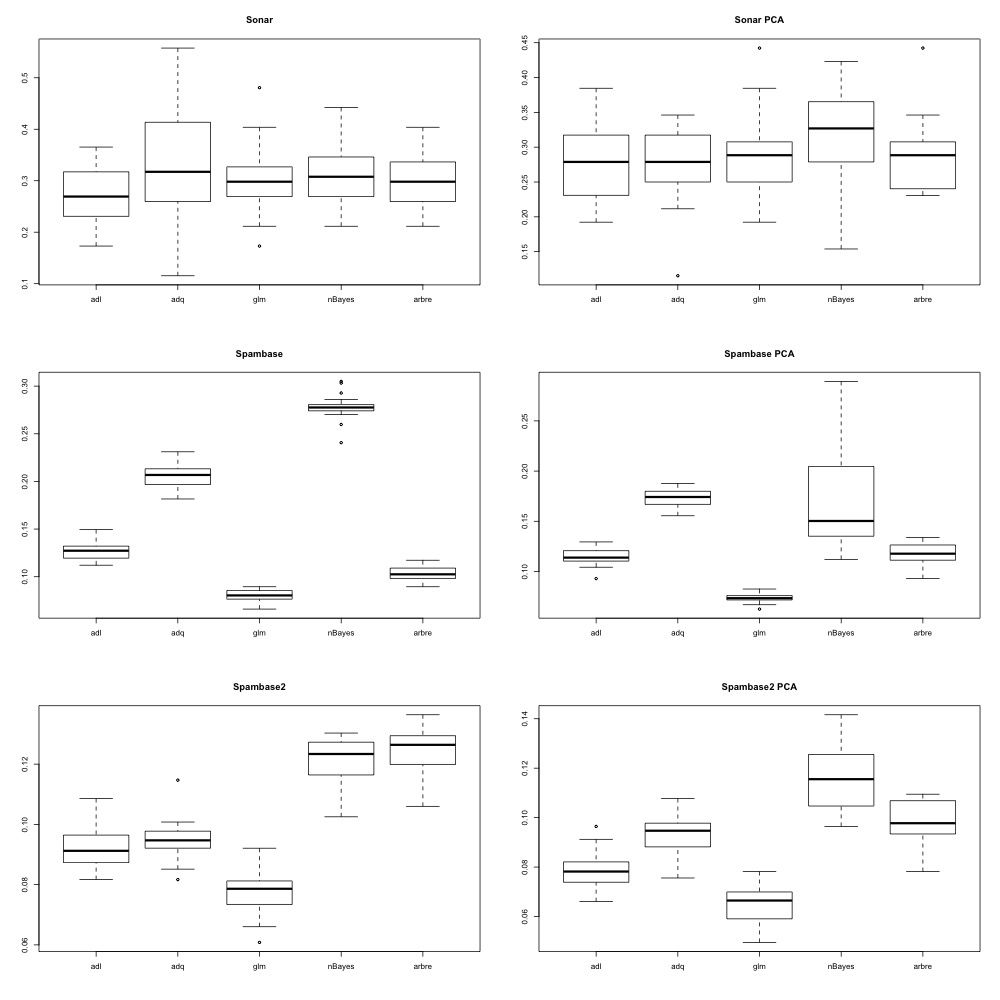 Sonar
0.5
0.4
0.3
0.2
0.1
adl adq glm nBayes arbre
Sonar PCA
0.45
0.40
0.35
0.30
0.25
0.20
0.15
adl adq glm nBayes arbre
Spambase
0.30
0.25
0.20
0.15
0.10
adl adq glm nBayes arbre
Spambase PCA
0.25
0.20
0.15
0.10
adl adq glm nBayes arbre
Spambase2
0.12
0.10
0.08
0.06
adl adq glm nBayes arbre
Spambase2 PCA
0.14
0.12
0.10
0.08
0.06
adl adq glm nBayes arbre